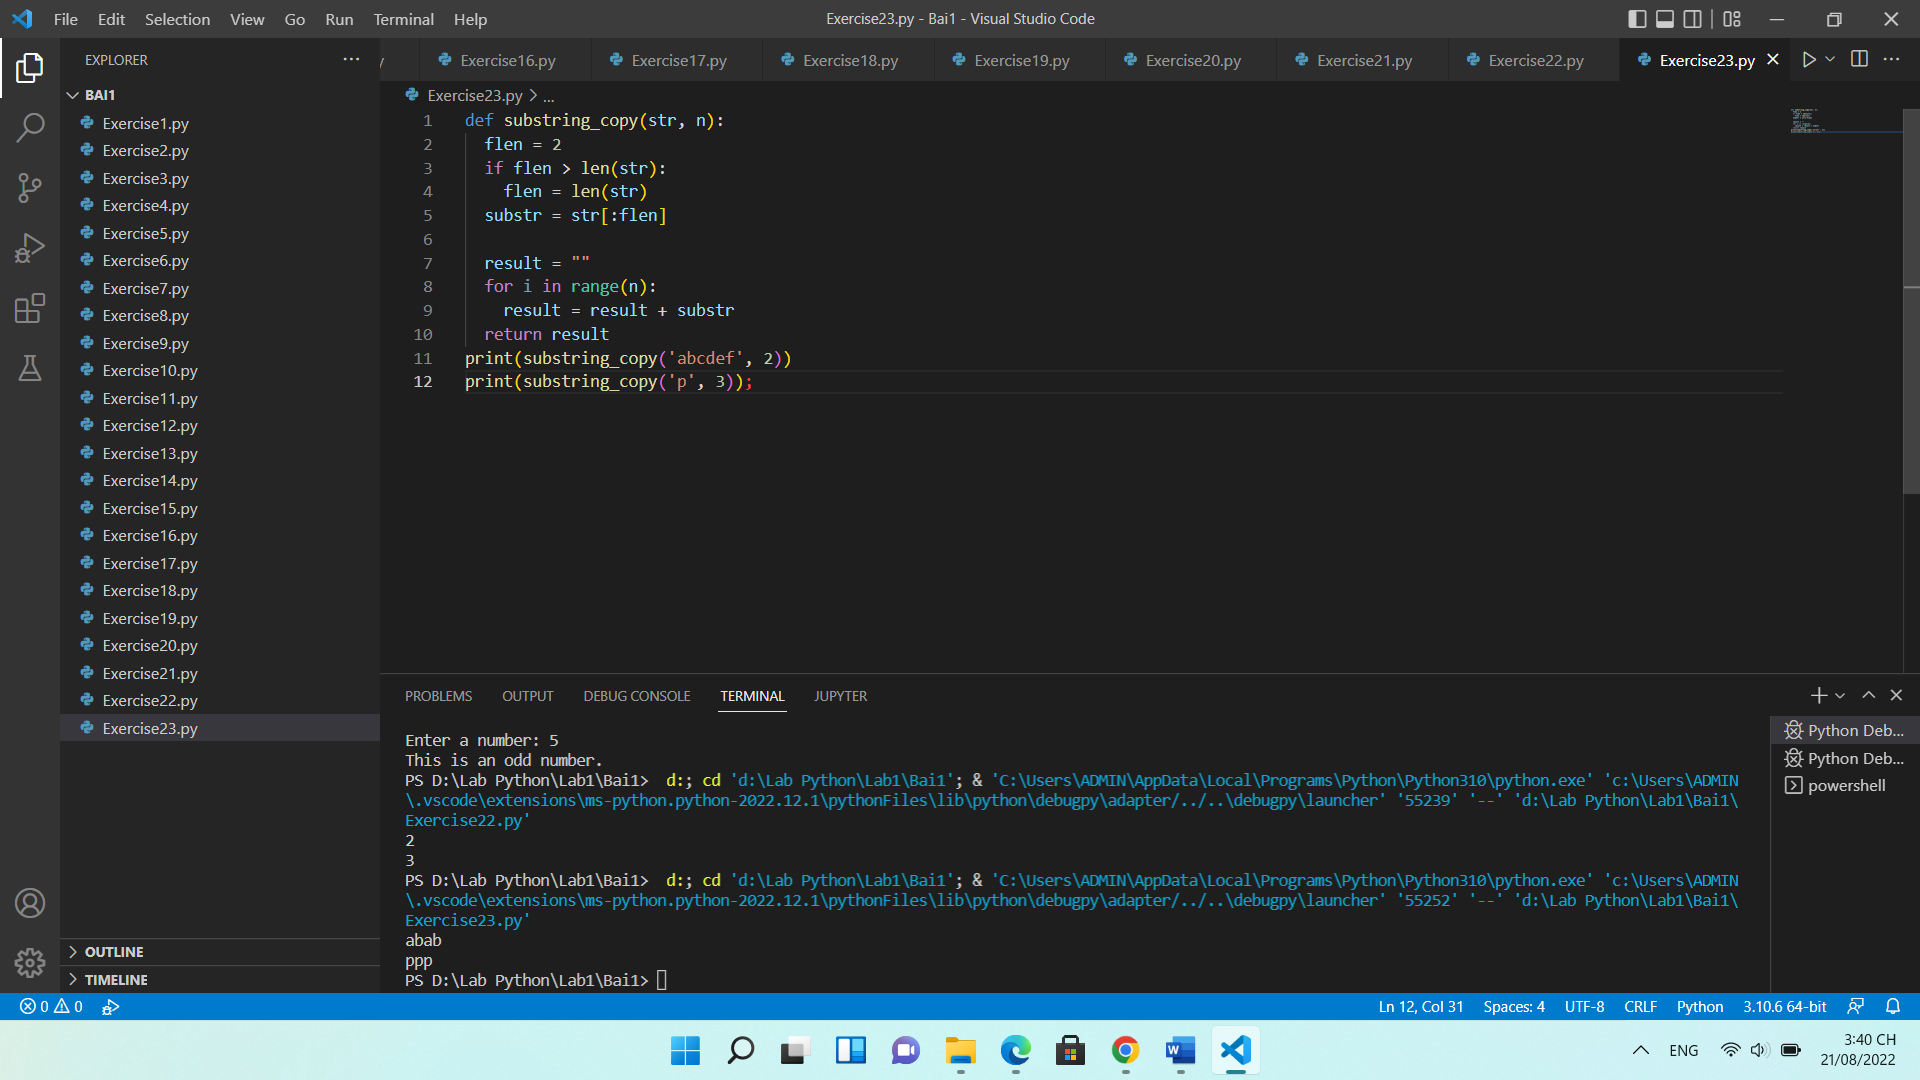 File Edit Selection View Go Run Terminal Help
Exercise23.py - Bai1 - Visual Studio Code
EXPLORER
Exercise16.py Exercise17.py Exercise18.py Exercise19.py Exercise20.py Exercise21.py Exercise22.py Exercise23.py
BAI1
Exercise1.py
Exercise2.py
Exercise3.py
Exercise4.py
Exercise5.py
Exercise6.py
Exercise7.py
Exercise8.py
Exercise9.py
Exercise10.py
Exercise11.py
Exercise12.py
Exercise13.py
Exercise14.py
Exercise15.py
Exercise16.py
Exercise17.py
Exercise18.py
Exercise19.py
Exercise20.py
Exercise21.py
Exercise22.py
Exercise23.py
OUTLINE
TIMELINE
Exercise23.py > ...
1 def substring_copy(str, n):
2 flen = 2
3 if flen > len(str):
4 flen = len(str)
5 substr = str[:flen]
6
7 result = ""
8 for i in range(n):
9 result = result + substr
10 return result
11 print(substring_copy('abcdef', 2))
12 print(substring_copy('p', 3));
PROBLEMS OUTPUT DEBUG CONSOLE TERMINAL JUPYTER
Enter a number: 5
This is an odd number.
PS D:\Lab Python\Lab1\Bai1> d:; cd 'd:\Lab Python\Lab1\Bai1'; & 'C:\Users\ADMIN\AppData\Local\Programs\Python\Python310\python.exe' 'c:\Users\ADMIN
\.vscode\extensions\ms-python.python-2022.12.1\pythonFiles\lib\python\debugpy\adapter/../..\debugpy\launcher' '55239' '--' 'd:\Lab Python\Lab1\Bai1\
Exercise22.py'
2
3
PS D:\Lab Python\Lab1\Bai1> d:; cd 'd:\Lab Python\Lab1\Bai1'; & 'C:\Users\ADMIN\AppData\Local\Programs\Python\Python310\python.exe' 'c:\Users\ADMIN
\.vscode\extensions\ms-python.python-2022.12.1\pythonFiles\lib\python\debugpy\adapter/../..\debugpy\launcher' '55252' '--' 'd:\Lab Python\Lab1\Bai1\
Exercise23.py'
abab
ppp
PS D:\Lab Python\Lab1\Bai1>
Python Deb...
Python Deb...
powershell
0 0
Ln 12, Col 31 Spaces: 4 UTF-8 CRLF Python 3.10.6 64-bit
ENG
3:40 CH
21/08/2022